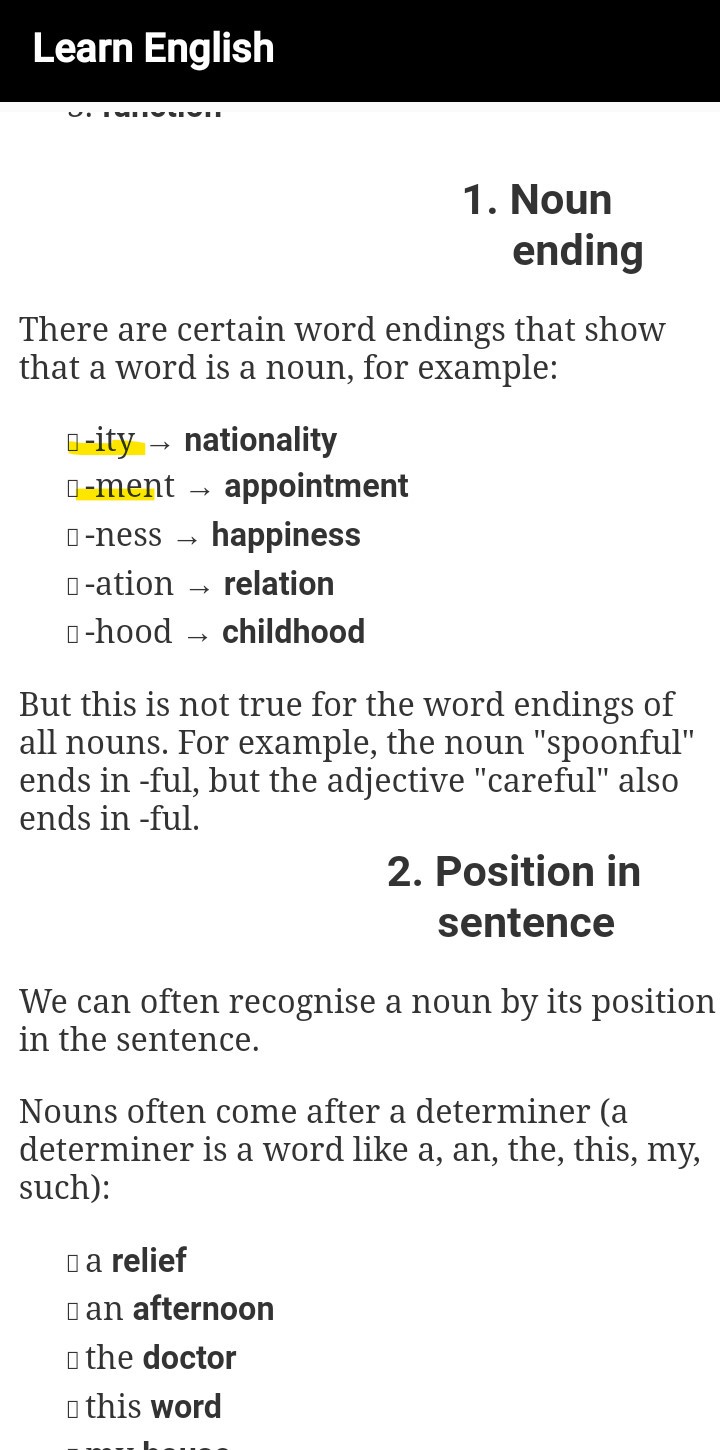 Learn English
3. function
1. Noun
ending
There are certain word endings that show
that a word is a noun, for example:
-ity → nationality
-ment → appointment
-ness → happiness
-ation → relation
-hood → childhood
But this is not true for the word endings of
all nouns. For example, the noun "spoonful"
ends in -ful, but the adjective "careful" also
ends in -ful.
2. Position in
sentence
We can often recognise a noun by its position
in the sentence.
Nouns often come after a determiner (a
determiner is a word like a, an, the, this, my,
such):
a relief
an afternoon
the doctor
this word
my house